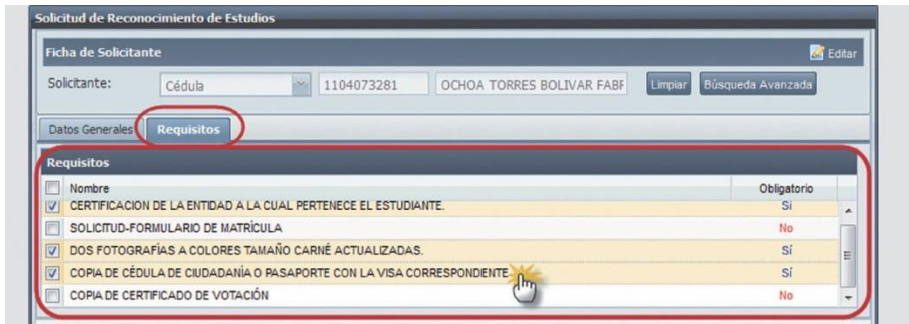 Solicitud de Reconocimiento de Estudios
Ficha de Solicitante Editar
Solicitante: Cédula 1104073281 OCHOA TORRES BOLIVAR FABF Limpiar Búsqueda Avanzada
Datos Generales Requisitos
Requisitos
Nombre Obligatorio
CERTIFICACION DE LA ENTIDAD A LA CUAL PERTENECE EL ESTUDIANTE. Sí
SOLICITUD-FORMULARIO DE MATRÍCULA No
DOS FOTOGRAFÍAS A COLORES TAMAÑO CARNÉ ACTUALIZADAS. Sí
COPIA DE CÉDULA DE CIUDADANÍA O PASAPORTE CON LA VISA CORRESPONDIENTE. Sí
COPIA DE CERTIFICADO DE VOTACIÓN No